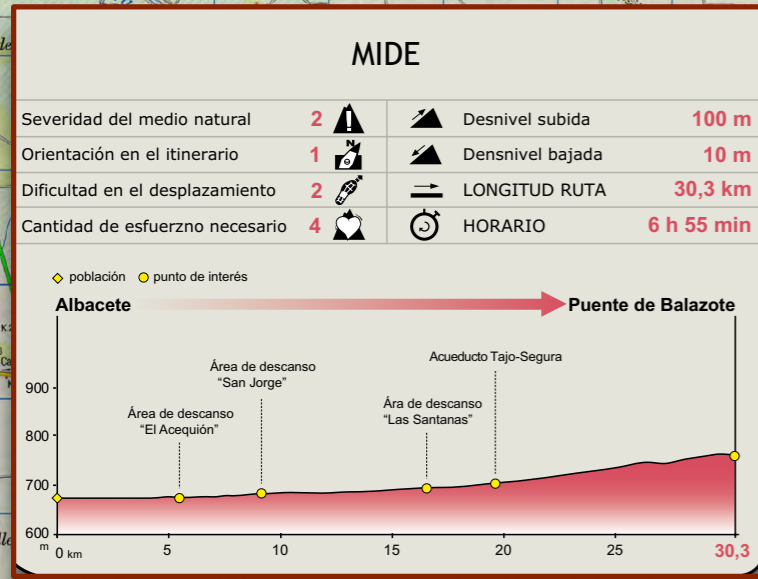 MIDE
Severidad del medio natural 2
Desnivel subida 100 m
Orientación en el itinerario 1
N
Densnivel bajada 10 m
Dificultad en el desplazamiento 2
LONGITUD RUTA 30,3 km
Cantidad de esfuerzno necesario 4
HORARIO 6 h 55 min
población
punto de interés
Albacete
Puente de Balazote
Acueducto Tajo-Segura
Área de descanso
“San Jorge”
Área de descanso
“El Acequión”
Ára de descanso
“Las Santanas”
900
800
700
600
m
0 km
5
10
15
20
25
30,3